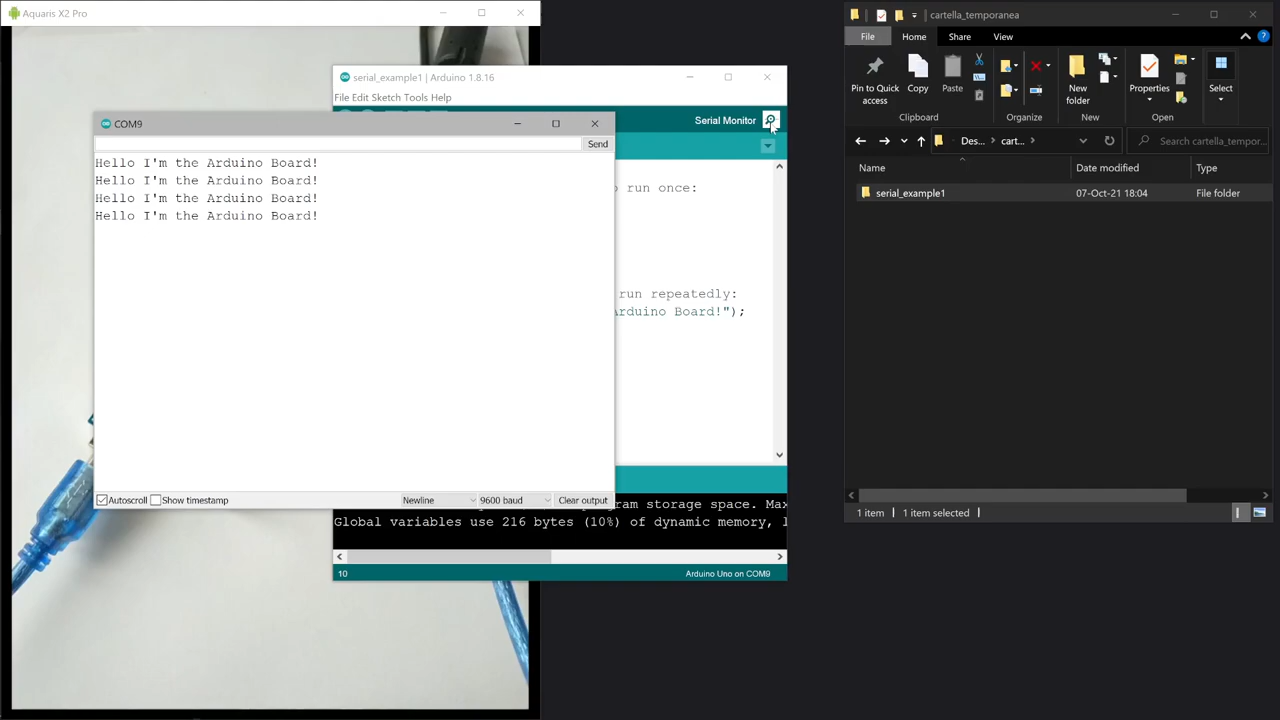 Aquaris X2 Pro
serial_example1 | Arduino 1.8.16
File Edit Sketch Tools Help
Serial Monitor
COM9
Send
Hello I'm the Arduino Board!
Hello I'm the Arduino Board!
Hello I'm the Arduino Board!
Hello I'm the Arduino Board!
run once:
run repeatedly:
Arduino Board!");
Autoscroll
Show timestamp
Newline
9600 baud
Clear output
program storage space. Max
Global variables use 216 bytes (10%) of dynamic memory, l
10
Arduino Uno on COM9
cartella_temporanea
File
Home
Share
View
Pin to Quick access
Copy
Paste
New folder
Properties
Select
Clipboard
Organize
New
Open
Des...
cart...
Search cartella_tempor...
Name
Date modified
Type
serial_example1
07-Oct-21 18:04
File folder
1 item
1 item selected